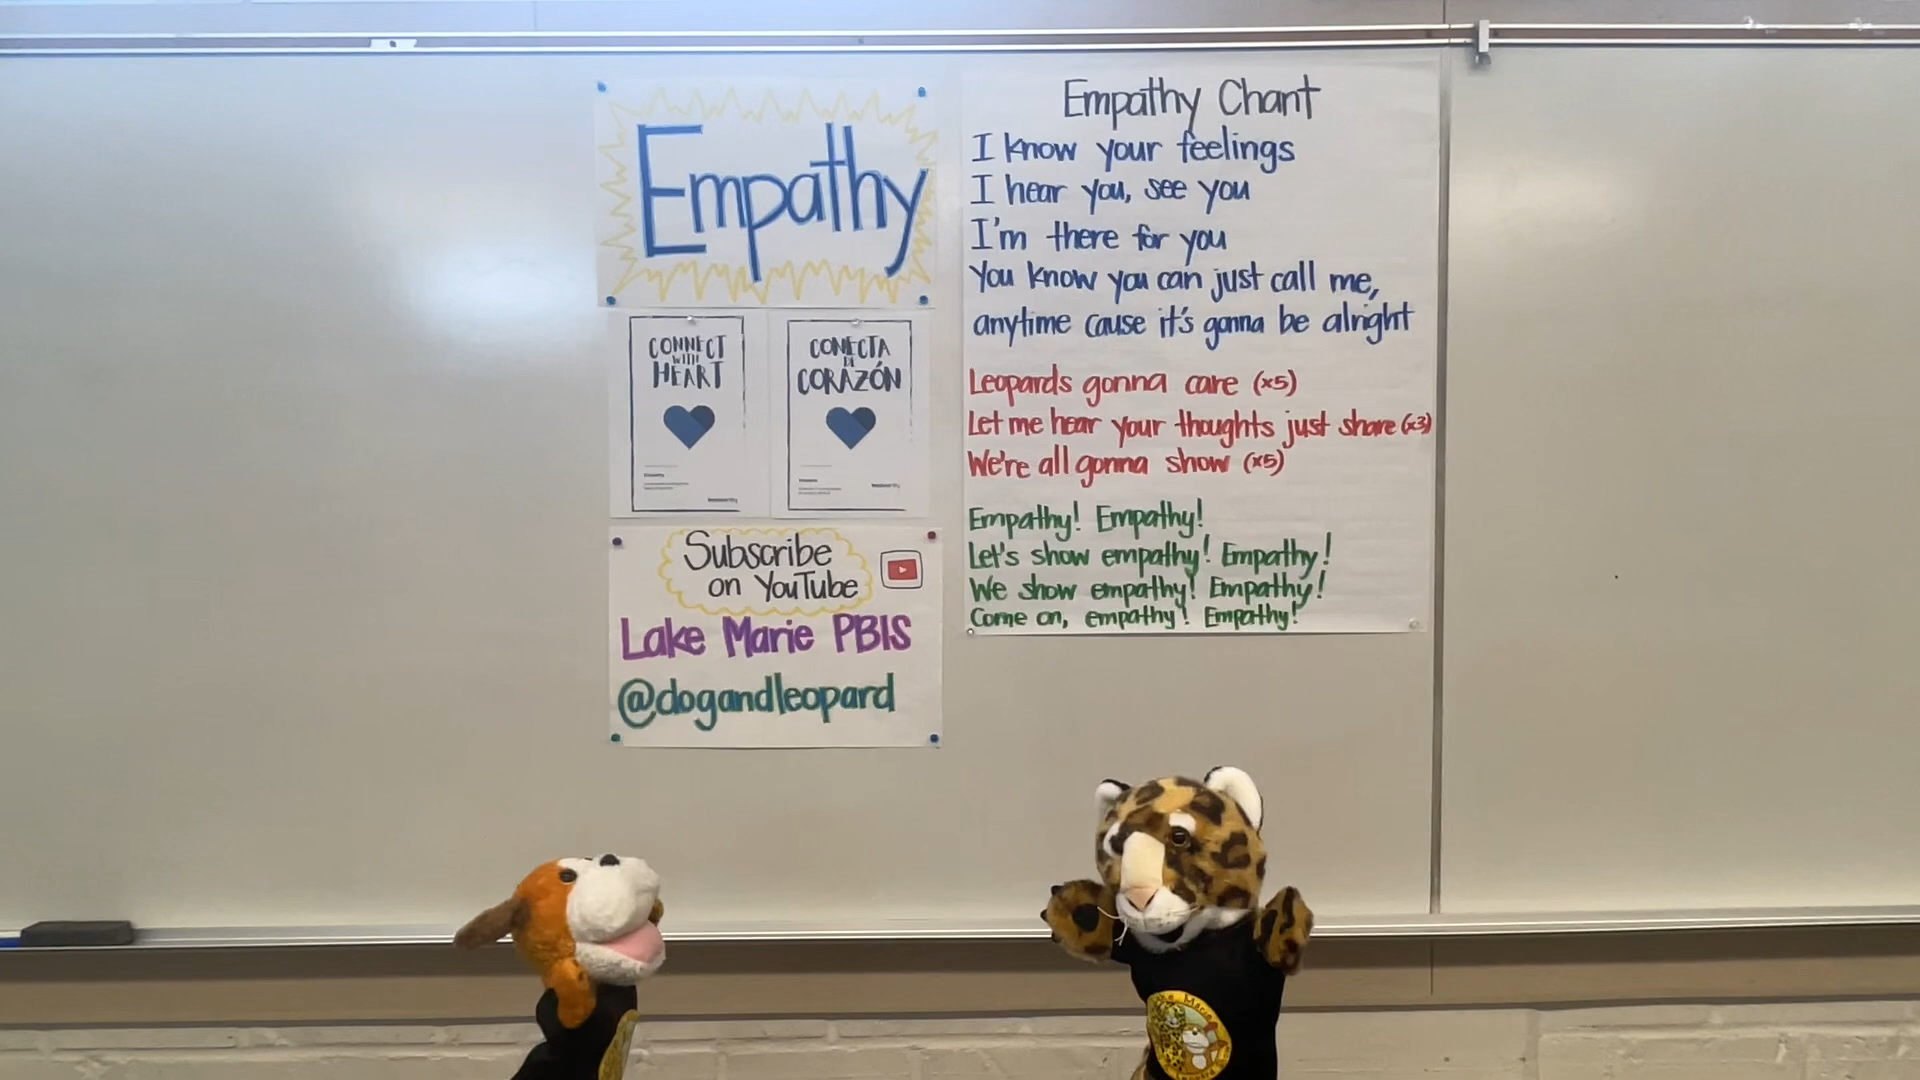 Empathy
CONNECT
WITH
HEART
CONECTA
DE
CORAZÓN
Subscribe
on YouTube
Lake Marie PBIS
@dogandleopard
Empathy Chant
I know your feelings
I hear you, see you
I'm there for you
You know you can just call me,
anytime cause it's gonna be alright
Leopards gonna care (x5)
Let me hear your thoughts just share (x3)
We're all gonna show (x5)
Empathy! Empathy!
Let's show empathy! Empathy!
We show empathy! Empathy!
Come on, empathy! Empathy!
Lake Marie